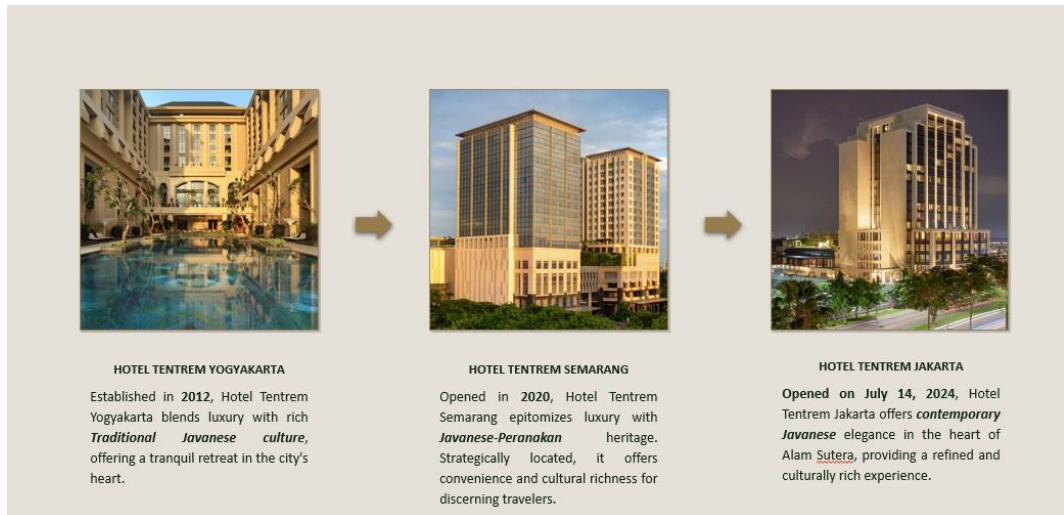 HOTEL TENTREM YOGYAKARTA
Established in 2012, Hotel Tentrem
Yogyakarta blends luxury with rich
Traditional Javanese culture,
offering a tranquil retreat in the city's
heart.
HOTEL TENTREM SEMARANG
Opened in 2020, Hotel Tentrem
Semarang epitomizes luxury with
Javanese-Peranakan heritage.
Strategically located, it offers
convenience and cultural richness for
discerning travelers.
HOTEL TENTREM JAKARTA
Opened on July 14, 2024, Hotel
Tentrem Jakarta offers contemporary
Javanese elegance in the heart of
Alam Sutera, providing a refined and
culturally rich experience.